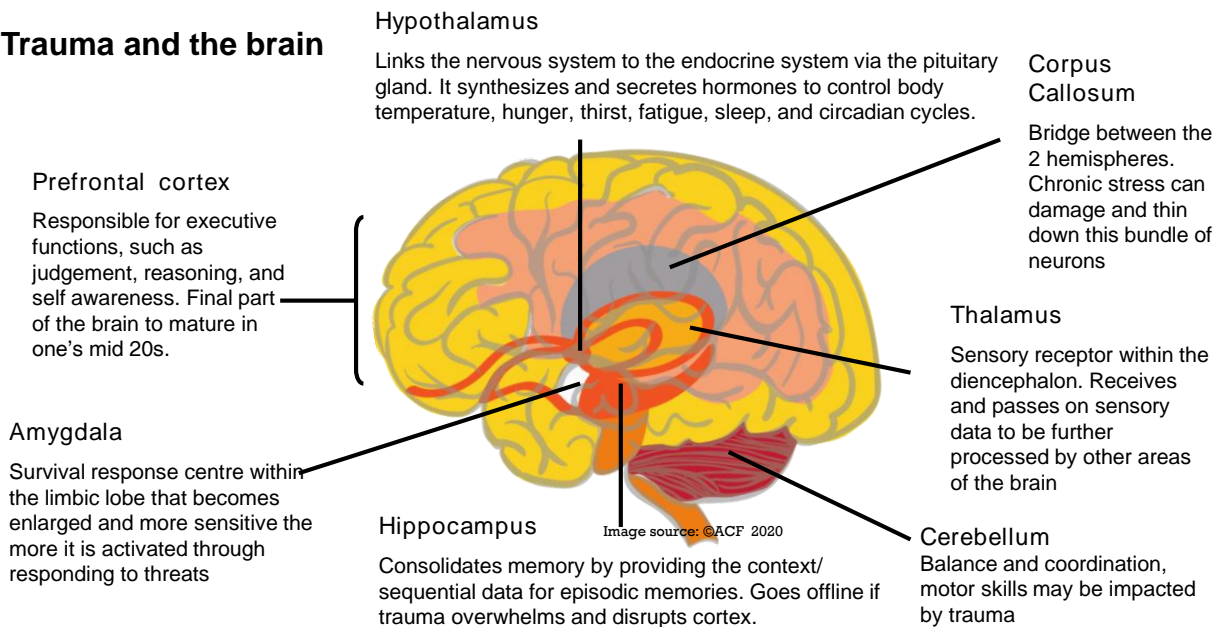 Trauma and the brain
Hypothalamus
Links the nervous system to the endocrine system via the pituitary
gland. It synthesizes and secretes hormones to control body
temperature, hunger, thirst, fatigue, sleep, and circadian cycles.
Corpus
Callosum
Bridge between the
2 hemispheres.
Chronic stress can
damage and thin
down this bundle of
neurons
Prefrontal cortex
Responsible for executive
functions, such as
judgement, reasoning, and
self awareness. Final part
of the brain to mature in
one's mid 20s.
Thalamus
Sensory receptor within the
diencephalon. Receives
and passes on sensory
data to be further
processed by other areas
of the brain
Amygdala
Survival response centre within
the limbic lobe that becomes
enlarged and more sensitive the
more it is activated through
responding to threats
Hippocampus
Image source: ©ACF 2020
Consolidates memory by providing the context/
sequential data for episodic memories. Goes offline if
trauma overwhelms and disrupts cortex.
Cerebellum
Balance and coordination,
motor skills may be impacted
by trauma